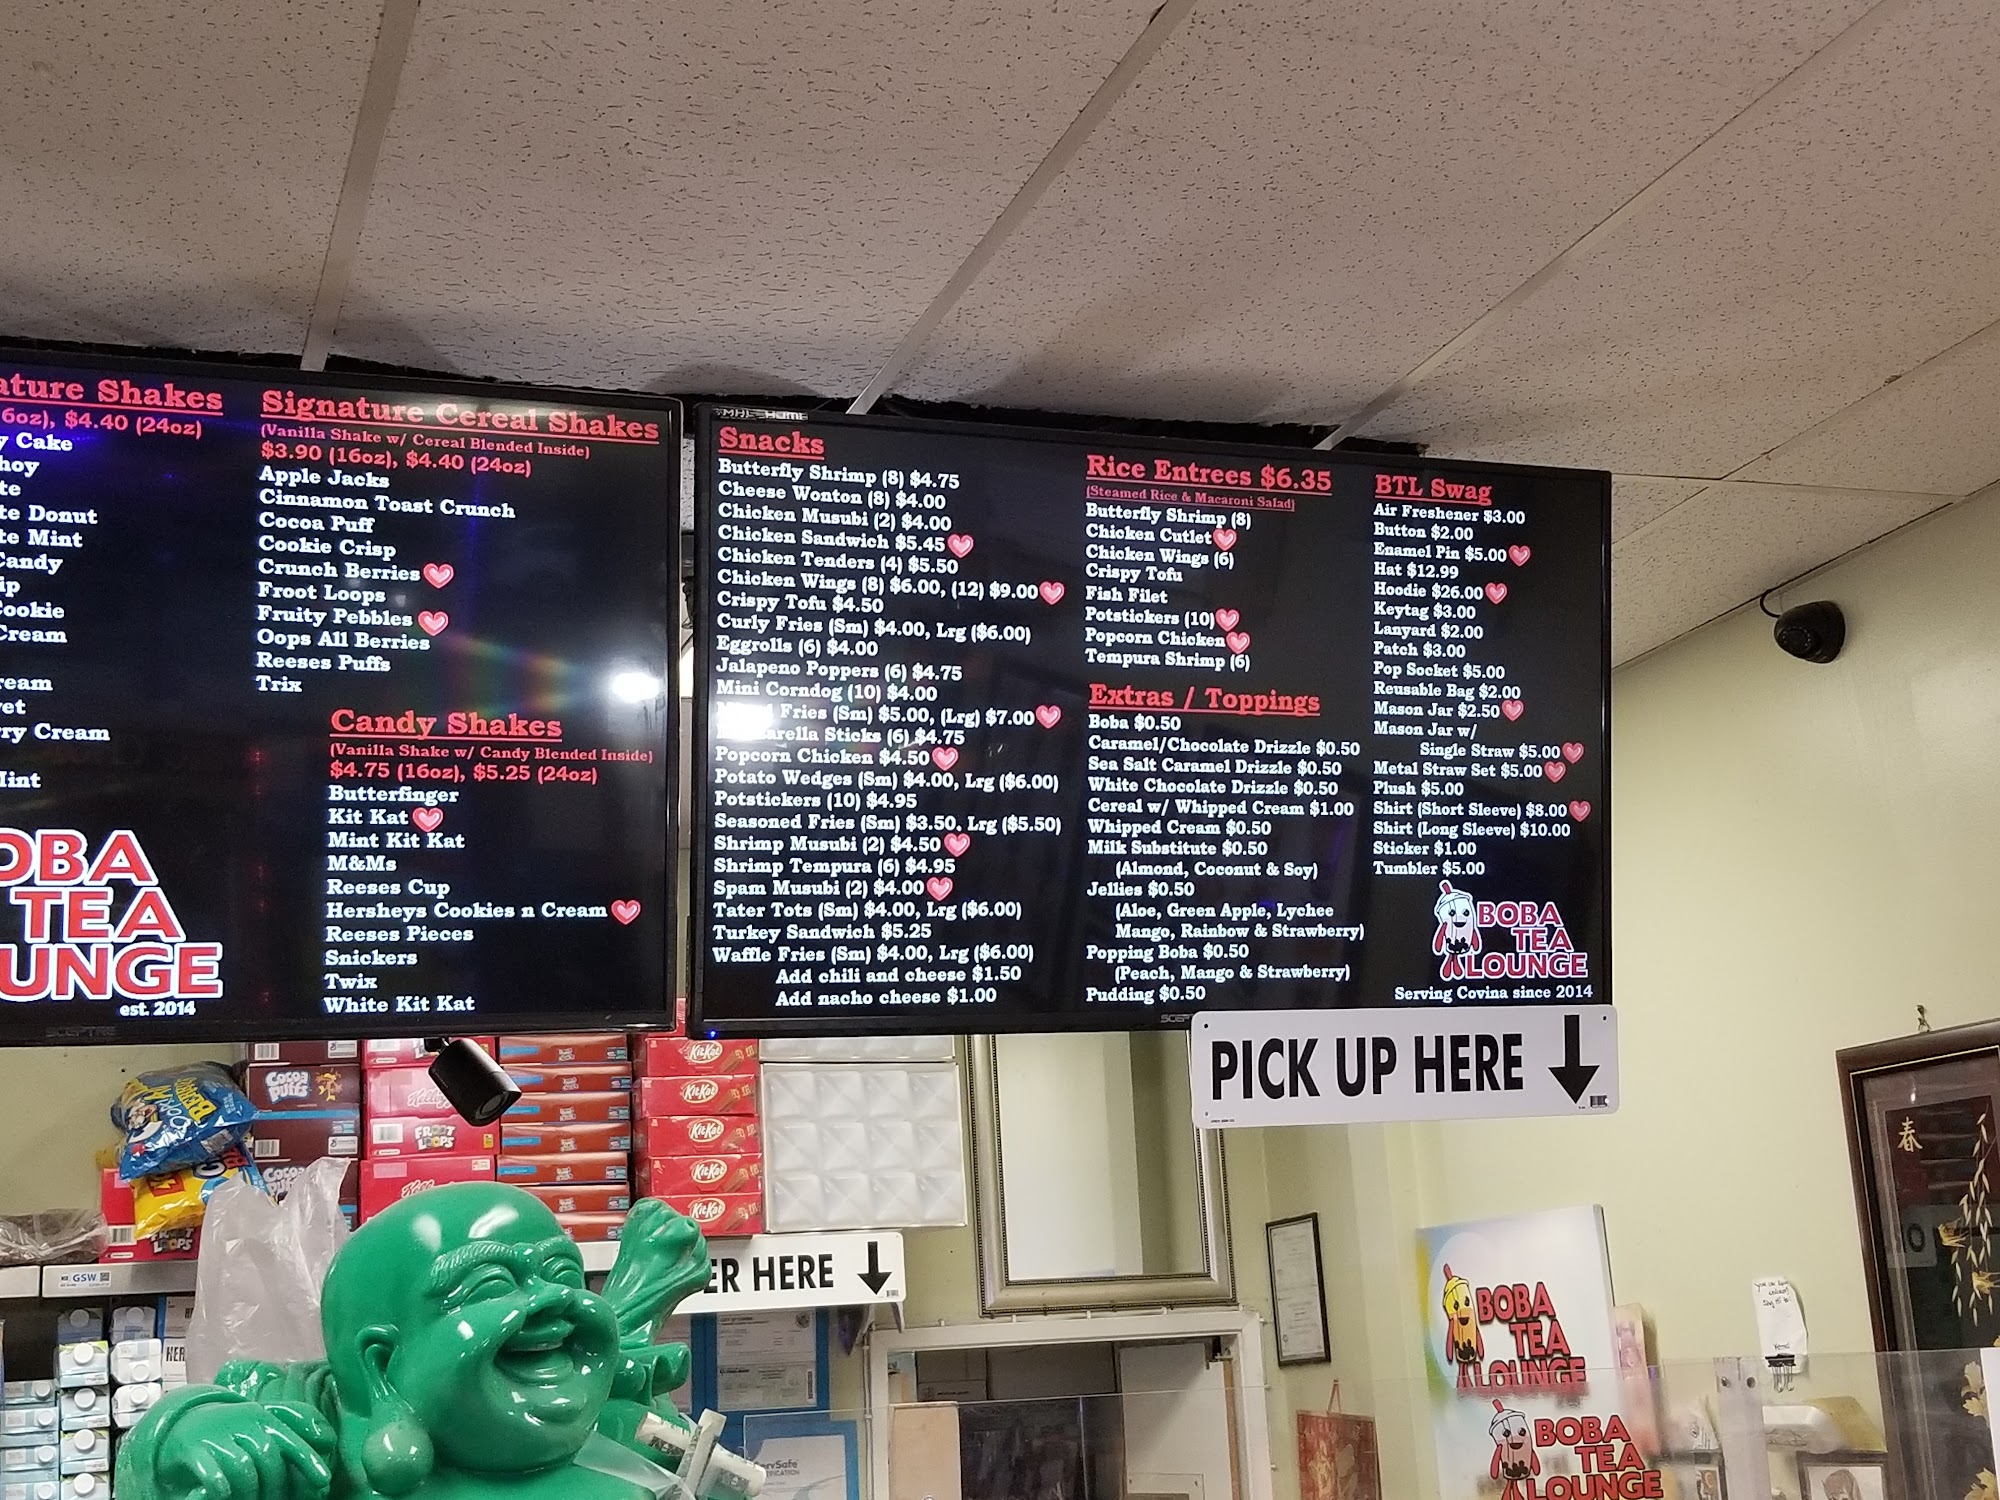 ature Shakes
6oz), $4.40 (24oz)
y Cake
hoy
te
te Donut
te Mint
Candy
ip
Cookie
Cream
ream
vet
rry Cream
Mint
OBA
TEA
UNGE
est. 2014
SCEPTRE
Signature Cereal Shakes
(Vanilla Shake w/ Cereal Blended Inside)
$3.90 (16oz), $4.40 (24oz)
Apple Jacks
Cinnamon Toast Crunch
Cocoa Puff
Cookie Crisp
Crunch Berries
Froot Loops
Fruity Pebbles
Oops All Berries
Reeses Puffs
Trix
Candy Shakes
(Vanilla Shake w/ Candy Blended Inside)
$4.75 (16oz), $5.25 (24oz)
Butterfinger
Kit Kat
Mint Kit Kat
M&Ms
Reeses Cup
Hersheys Cookies n Cream
Reeses Pieces
Snickers
Twix
White Kit Kat
Snacks
Butterfly Shrimp (8) $4.75
Cheese Wonton (8) $4.00
Chicken Musubi (2) $4.00
Chicken Sandwich $5.45
Chicken Tenders (4) $5.50
Chicken Wings (8) $6.00, (12) $9.00
Crispy Tofu $4.50
Curly Fries (Sm) $4.00, Lrg ($6.00)
Eggrolls (6) $4.00
Jalapeno Poppers (6) $4.75
Mini Corndog (10) $4.00
Fries (Sm) $5.00, (Lrg) $7.00
Mozzarella Sticks (6) $4.75
Popcorn Chicken $4.50
Potato Wedges (Sm) $4.00, Lrg ($6.00)
Potstickers (10) $4.95
Seasoned Fries (Sm) $3.50, Lrg ($5.50)
Shrimp Musubi (2) $4.50
Shrimp Tempura (6) $4.95
Spam Musubi (2) $4.00
Tater Tots (Sm) $4.00, Lrg ($6.00)
Turkey Sandwich $5.25
Waffle Fries (Sm) $4.00, Lrg ($6.00)
Add chili and cheese $1.50
Add nacho cheese $1.00
Rice Entrees $6.35
(Steamed Rice & Macaroni Salad)
Butterfly Shrimp (8)
Chicken Cutlet
Chicken Wings (6)
Crispy Tofu
Fish Filet
Potstickers (10)
Popcorn Chicken
Tempura Shrimp (6)
Extras / Toppings
Boba $0.50
Caramel/Chocolate Drizzle $0.50
Sea Salt Caramel Drizzle $0.50
White Chocolate Drizzle $0.50
Cereal w/ Whipped Cream $1.00
Whipped Cream $0.50
Milk Substitute $0.50
(Almond, Coconut & Soy)
Jellies $0.50
(Aloe, Green Apple, Lychee
Mango, Rainbow & Strawberry)
Popping Boba $0.50
(Peach, Mango & Strawberry)
Pudding $0.50
BTL Swag
Air Freshener $3.00
Button $2.00
Enamel Pin $5.00
Hat $12.99
Hoodie $26.00
Keytag $3.00
Lanyard $2.00
Patch $3.00
Pop Socket $5.00
Reusable Bag $2.00
Mason Jar $2.50
Mason Jar w/
Single Straw $5.00
Metal Straw Set $5.00
Plush $5.00
Shirt (Short Sleeve) $8.00
Shirt (Long Sleeve) $10.00
Sticker $1.00
Tumbler $5.00
BOBA
TEA
LOUNGE
Serving Covina since 2014
PICK UP HERE
ER HERE
COCOA
PUFFS
FROOT
LOOPS
KitKat
KitKat
KitKat
KitKat
KitKat
GSW
春
BOBA
TEA
LOUNGE
BOBA
TEA
LOUNGE